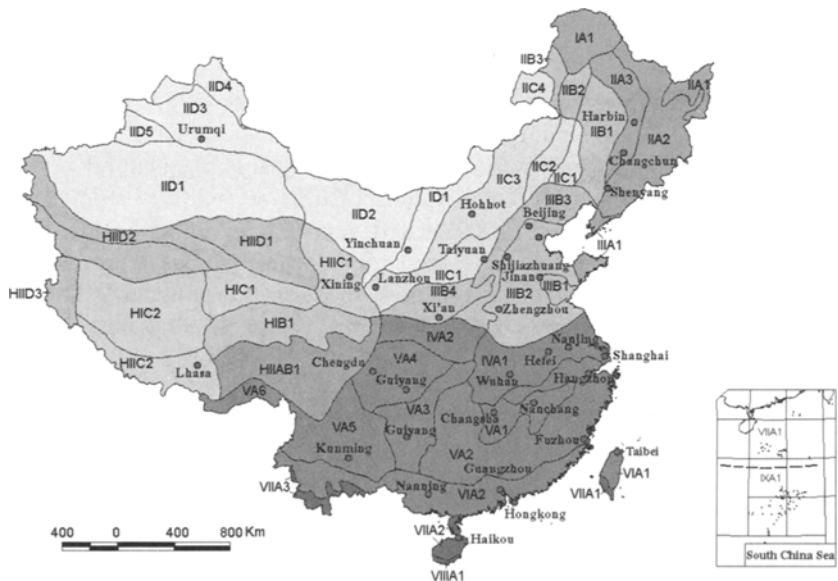 IA1
IIB3
IID4
IIB2
IIA3
IIA1
IIC4
IID3
Harbin
IID5
Urumqi
IIB1
IIA2
IIC2
Changchun
IID1
ID1
IIC3
IIC1
IID2
Shenyang
Hohhot
IIIB3
Beijing
HIID2
HIID1
Yinchuan
Taiyuan
IIIA1
HIIC1
Shijiazhuang
Xining
Lanzhou
IIIC1
Jinan
HIID3
HIC1
IIIB4
IIIB2
IIIB1
HIC2
Xi'an
Zhengzhou
HIB1
IVA2
Nanjing
HIIC2
Chengdu
VA4
IVA1
Hefei
Shanghai
Lhasa
HIIAB1
Guiyang
Wuhan
Hangzhou
VA6
VA3
Changsha
Nanchang
VA5
Guiyang
VA1
VIIA1
Kunming
VA2
Fuzhou
Taibei
Guangzhou
VIA1
IXA1
VIIA3
Nanning
VIA2
VIIA1
Hongkong
400 0 400 800 Km
VIIA2
Haikou
VIIIA1
South China Sea